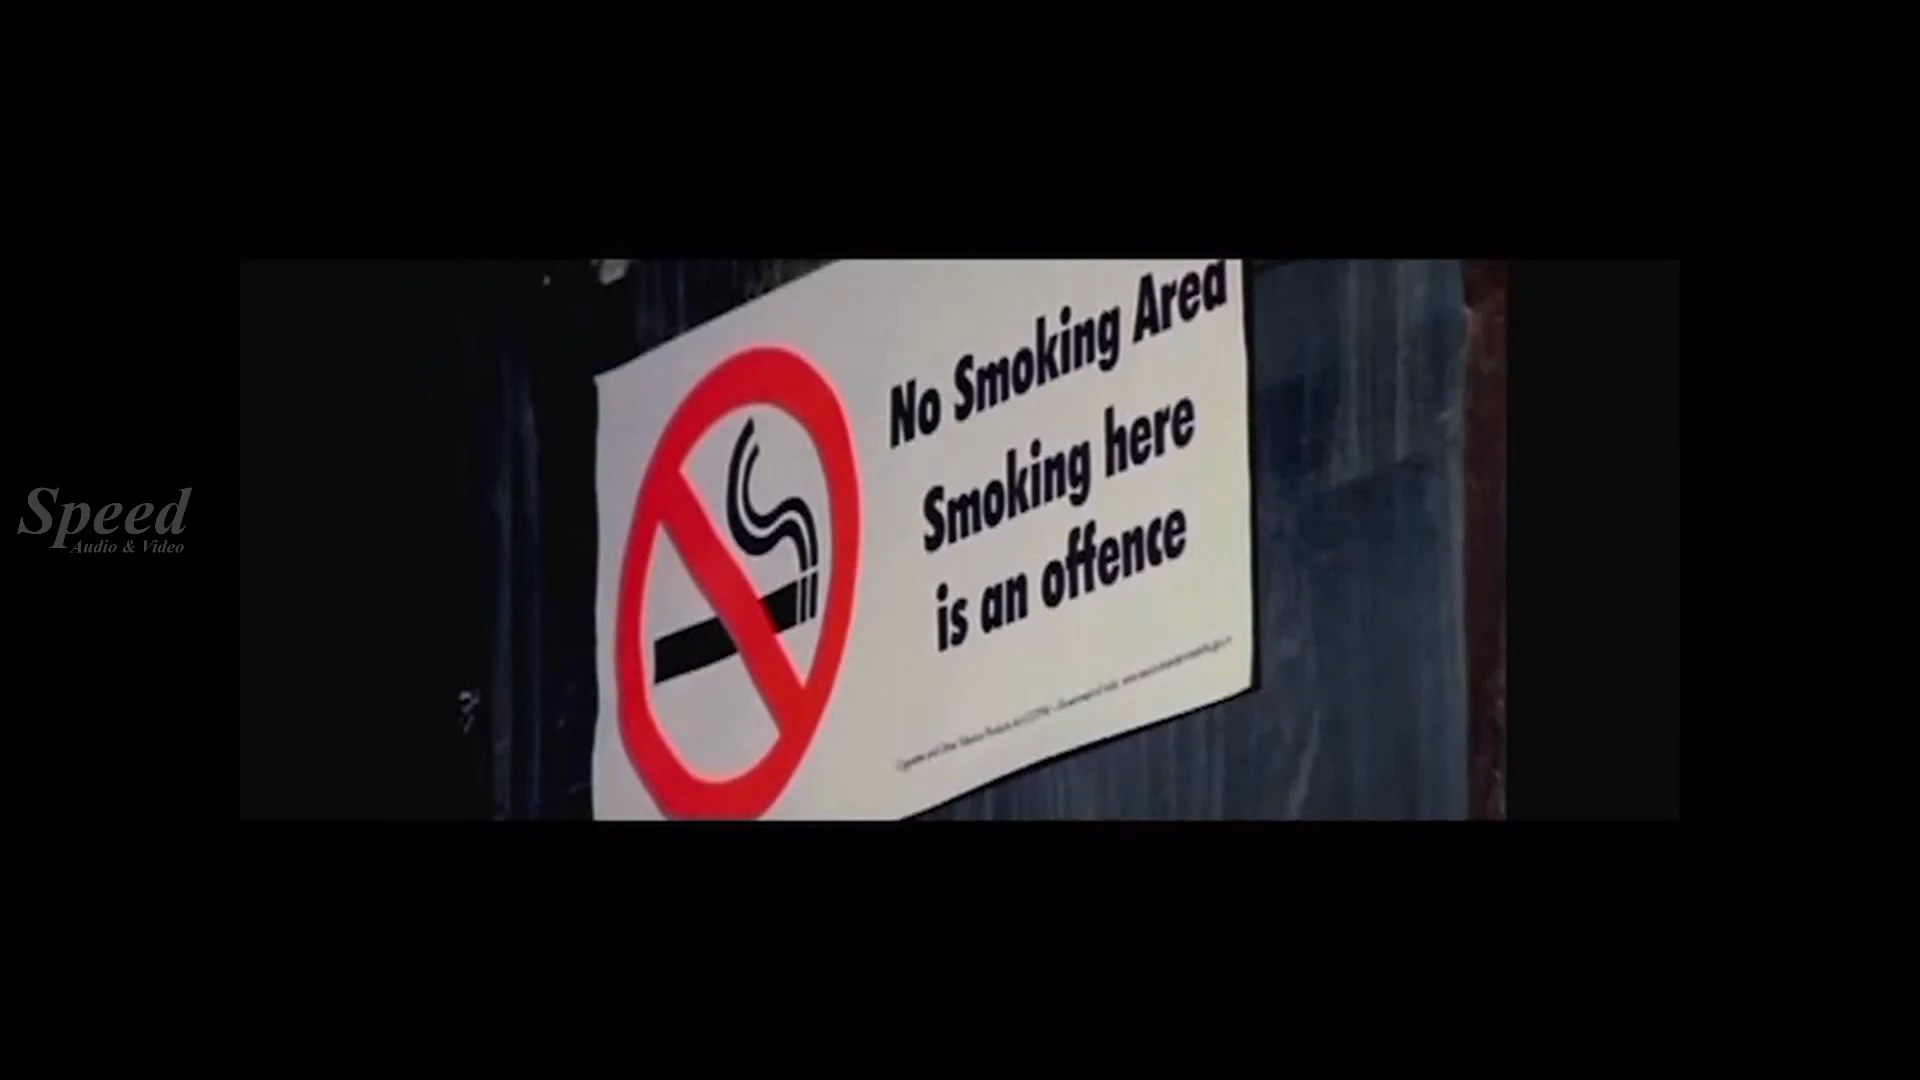 No Smoking Area
Smoking here
is an offence
Speed
Audio & Video